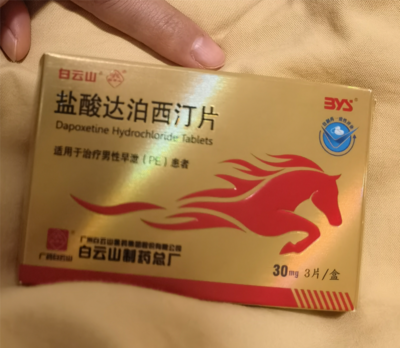 白云山®
BYS®
盐酸达泊西汀片
Dapoxetine Hydrochloride Tablets
适用于治疗男性早泄（PE）患者
广州白云山医药集团股份有限公司
白云山制药总厂
30mg 3片/盒